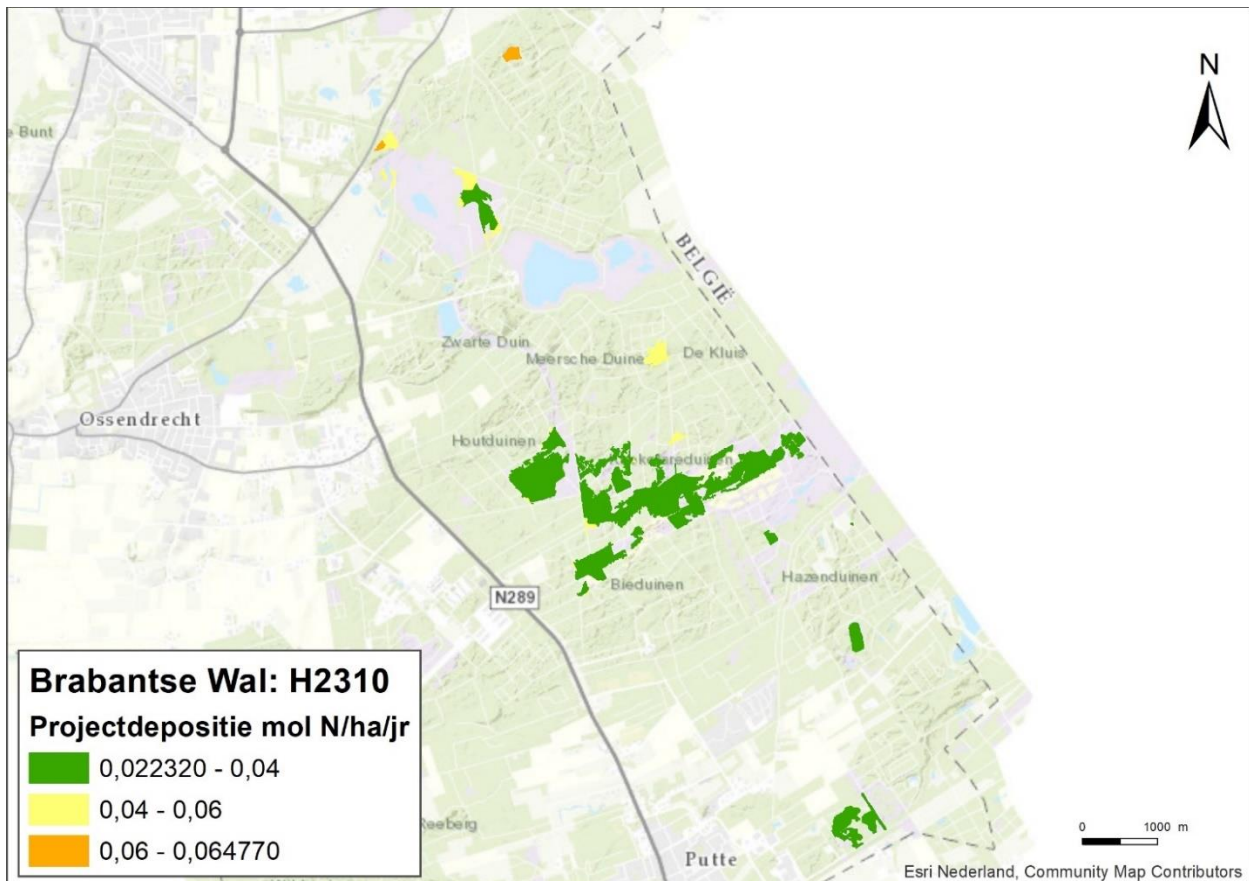 e Bunt
N
BELGIË
Zwarte Duin
Meersche Duine
De Kluis
Ossendrecht
Houtduinen
Hazenduinen
Bieduinen
N289
Brabantse Wal: H2310
Projectdepositie mol N/ha/jr
0,022320 - 0,04
0,04 - 0,06
0,06 - 0,064770
Reeberg
Putte
0 1000 m
Esri Nederland, Community Map Contributors